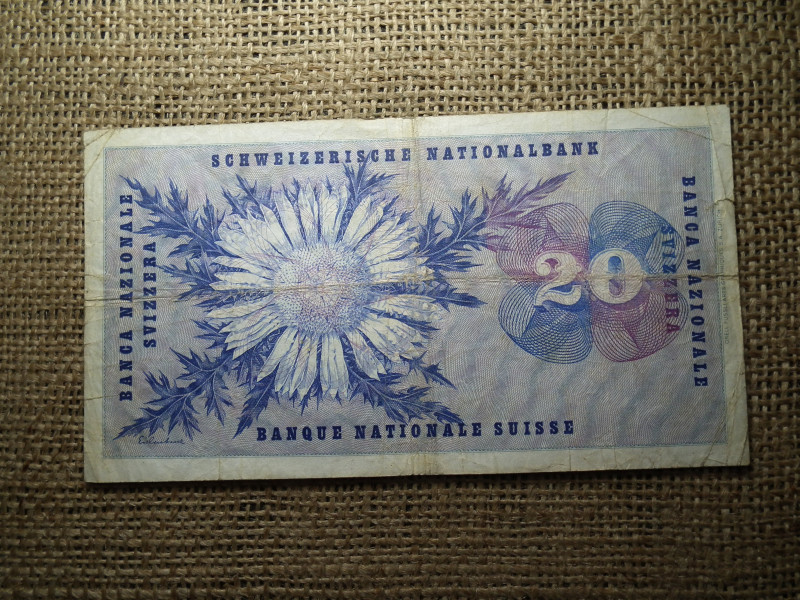 SCHWEIZERISCHE NATIONALBANK
BANCA NAZIONALE
SVIZZERA
20
BANCA NAZIONALE
SVIZZERA
BANQUE NATIONALE SUISSE